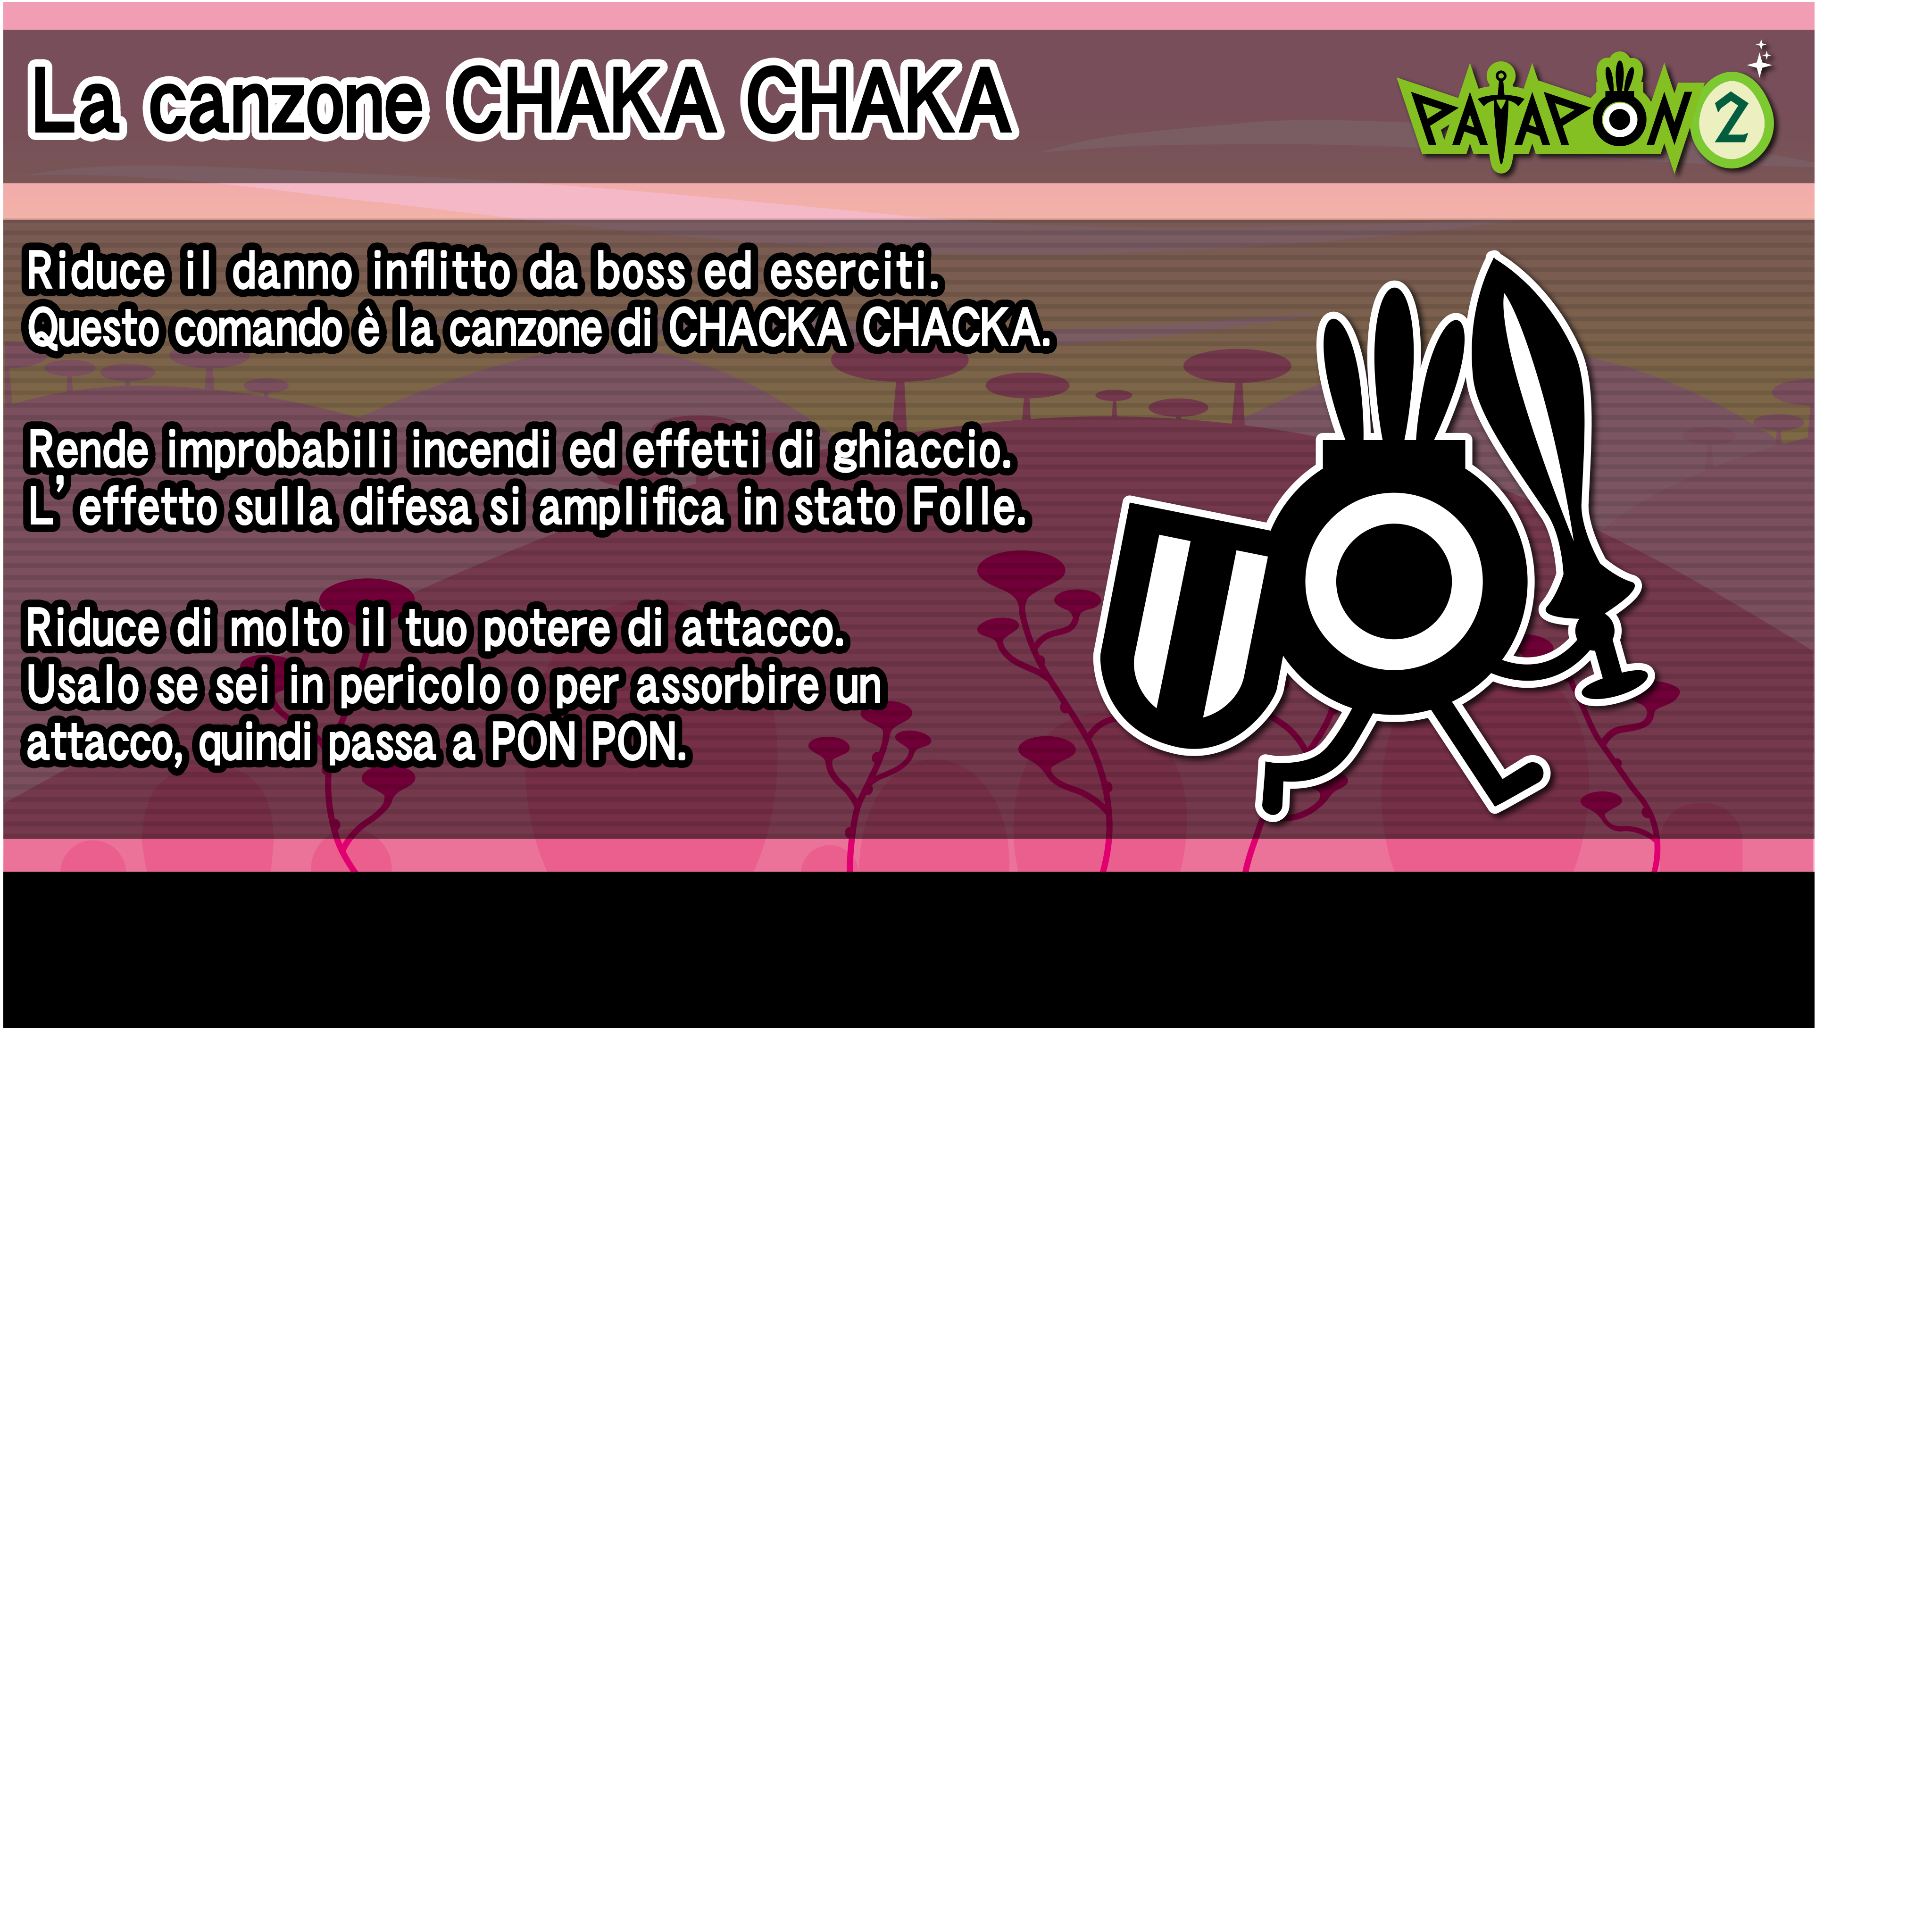 La canzone CHAKA CHAKA
PATAPON 2
Riduce il danno inflitto da boss ed eserciti.
Questo comando è la canzone di CHACKA CHACKA.
Rende improbabili incendi ed effetti di ghiaccio.
L’effetto sulla difesa si amplifica in stato Folle.
Riduce di molto il tuo potere di attacco.
Usalo se sei in pericolo o per assorbire un
attacco, quindi passa a PON PON.